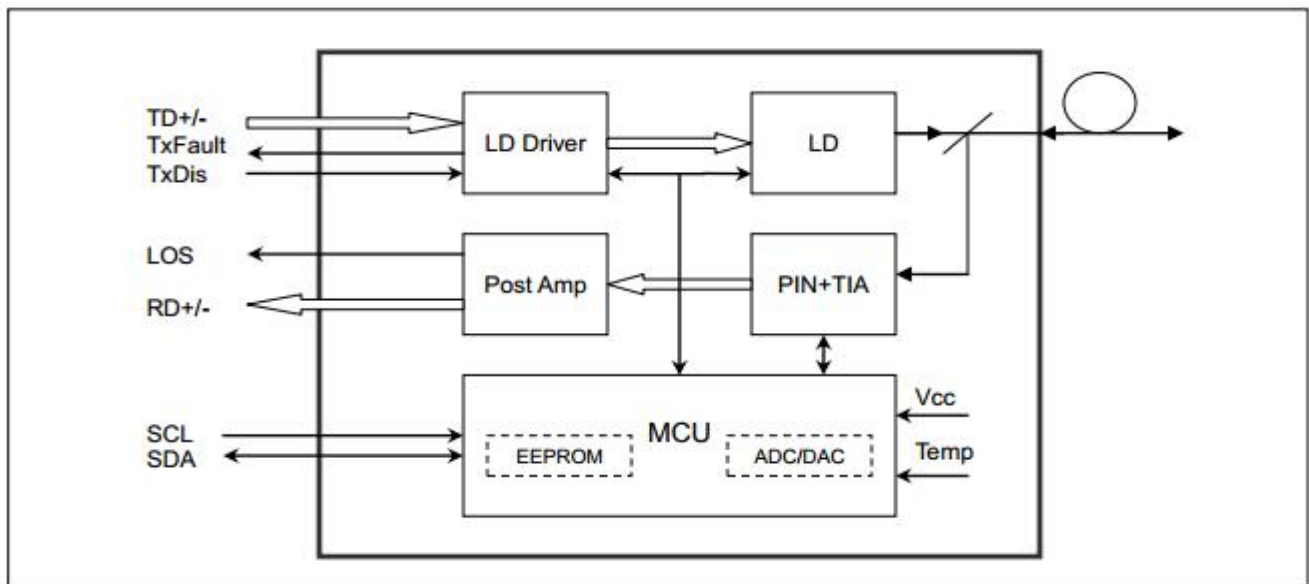 TD+/-
TxFault
TxDis
LD Driver
LD
LOS
RD+/-
Post Amp
PIN+TIA
SCL
SDA
MCU
EEPROM
ADC/DAC
Vcc
Temp